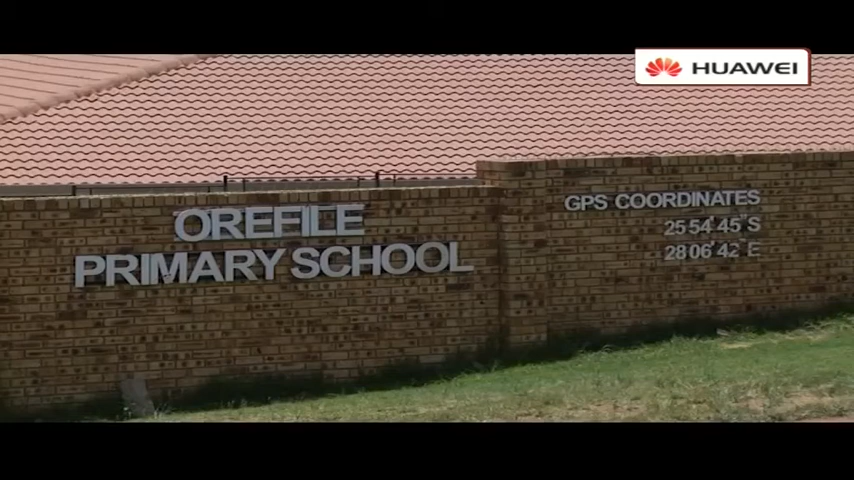 HUAWEI
OREFILE
PRIMARY SCHOOL
GPS COORDINATES
25 54 45 S
28 06 42 E